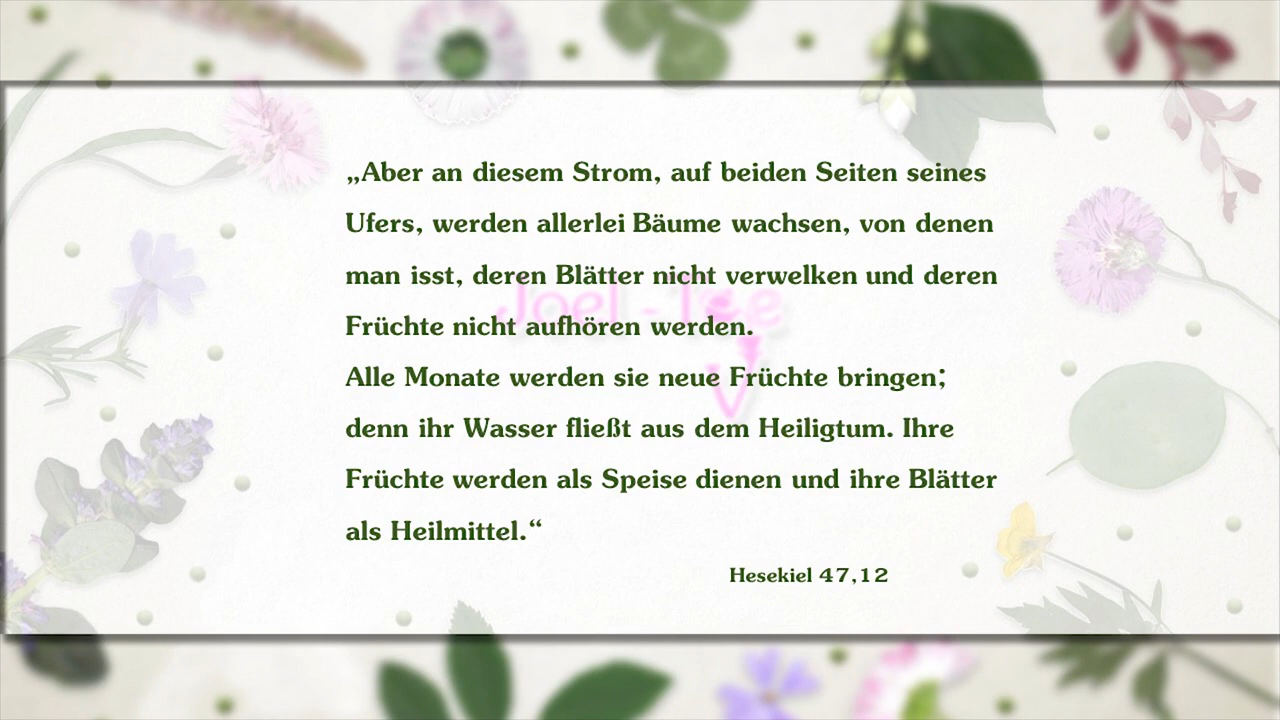 „Aber an diesem Strom, auf beiden Seiten seines
Ufers, werden allerlei Bäume wachsen, von denen
man isst, deren Blätter nicht verwelken und deren
Früchte nicht aufhören werden.
Alle Monate werden sie neue Früchte bringen;
denn ihr Wasser fließt aus dem Heiligtum. Ihre
Früchte werden als Speise dienen und ihre Blätter
als Heilmittel.“
Hesekiel 47,12
Joel -